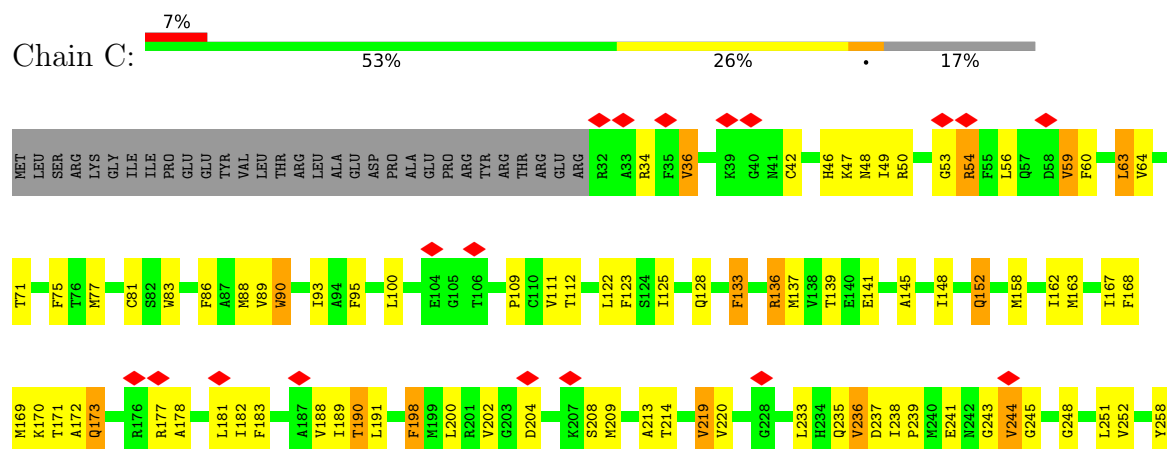 7%
Chain C:
53% 26% • 17%
MET LEU SER ARG LYS GLY ILE ILE PRO GLU GLU TYR VAL LEU THR ARG LEU ALA GLU ASP PRO ALA GLU PRO ARG TYR ARG THR ARG GLU ARG R32 A33 R34 F35 V36 K39 G40 N41 C42 H46 K47 N48 I49 R50 G53 R54 F55 L56 Q57 D58 V59 F60 L63 V64
T71 F75 T76 M77 C81 S82 W83 F86 A87 M88 V89 W90 I93 A94 F95 L100 E104 G105 T106 P109 G110 V111 T112 L122 F123 S124 I125 Q128 F133 R136 M137 V138 T139 E140 E141 A145 I148 Q152 M158 I162 M163 I167 F168
M169 K170 T171 A172 Q173 R176 R177 A178 L181 I182 F183 A187 V188 I189 T190 L191 F198 M199 L200 R201 V202 G203 D204 K207 S208 M209 A213 T214 V219 V220 G228 L233 H234 Q235 V236 D237 I238 P239 M240 E241 N242 G243 V244 G245 G248 L251 V252 Y258